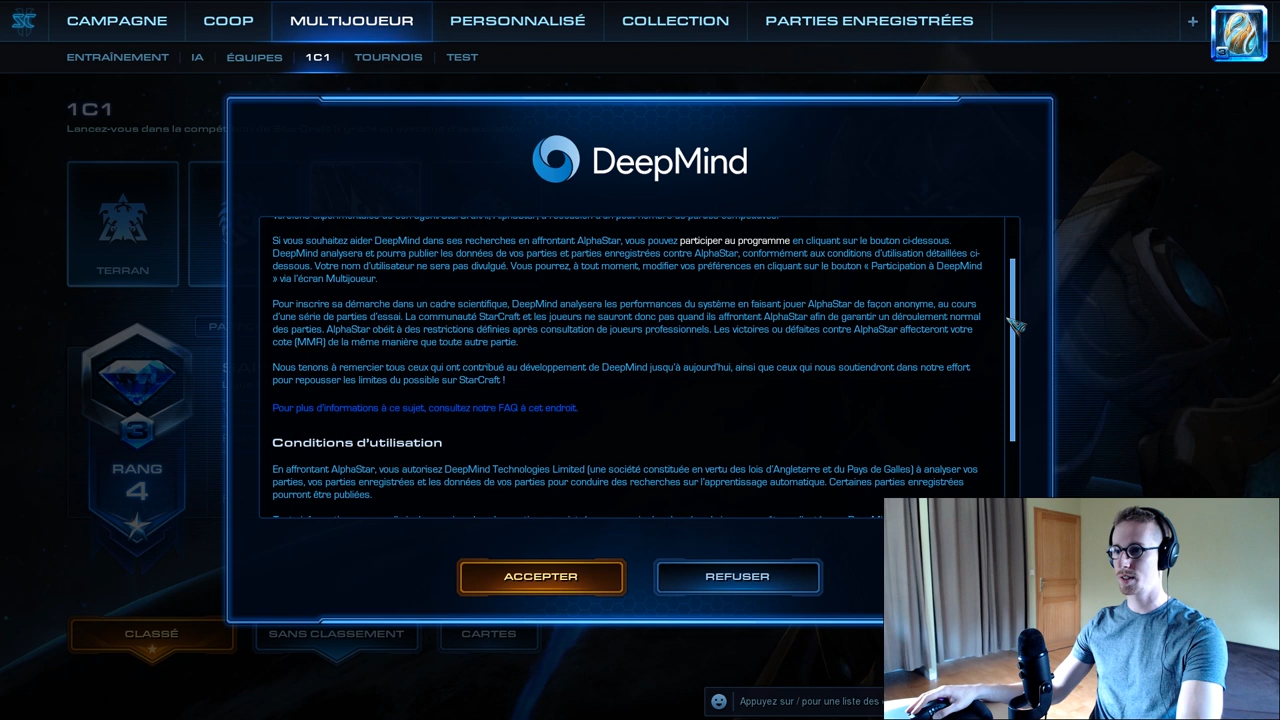 CAMPAGNE
COOP
MULTIJOUEUR
PERSONNALISÉ
COLLECTION
PARTIES ENREGISTRÉES
+
3
ENTRAÎNEMENT
IA
ÉQUIPES
1C1
TOURNOIS
TEST
1C1
Lancez-vous dans la
DeepMind
Si vous souhaitez aider DeepMind dans ses recherches en affrontant AlphaStar, vous pouvez participer au programme en cliquant sur le bouton ci-dessous.
DeepMind analysera et pourra publier les données de vos parties et parties enregistrées contre AlphaStar, conformément aux conditions d'utilisation détaillées ci-
dessous. Votre nom d'utilisateur ne sera pas divulgué. Vous pourrez, à tout moment, modifier vos préférences en cliquant sur le bouton « Participation à DeepMind
» via l'écran Multijoueur.
Pour inscrire sa démarche dans un cadre scientifique, DeepMind analysera les performances du système en faisant jouer AlphaStar de façon anonyme, au cours
d'une série de parties d'essai. La communauté StarCraft et les joueurs ne sauront donc pas quand ils affrontent AlphaStar afin de garantir un déroulement normal
des parties. AlphaStar obéit à des restrictions définies après consultation de joueurs professionnels. Les victoires ou défaites contre AlphaStar affecteront votre
cote (MMR) de la même manière que toute autre partie.
Nous tenons à remercier tous ceux qui ont contribué au développement de DeepMind jusqu'à aujourd'hui, ainsi que ceux qui nous soutiendront dans notre effort
pour repousser les limites du possible sur StarCraft !
Pour plus d'informations à ce sujet, consultez notre FAQ à cet endroit.
Conditions d'utilisation
En affrontant AlphaStar, vous autorisez DeepMind Technologies Limited (une société constituée en vertu des lois d'Angleterre et du Pays de Galles) à analyser vos
parties, vos parties enregistrées et les données de vos parties pour conduire des recherches sur l'apprentissage automatique. Certaines parties enregistrées
pourront être publiées.
TERRAN
3
RANG
4
ACCEPTER
REFUSER
CLASSÉ
SANS CLASSEMENT
CARTES
Appuyez sur / pour une liste des